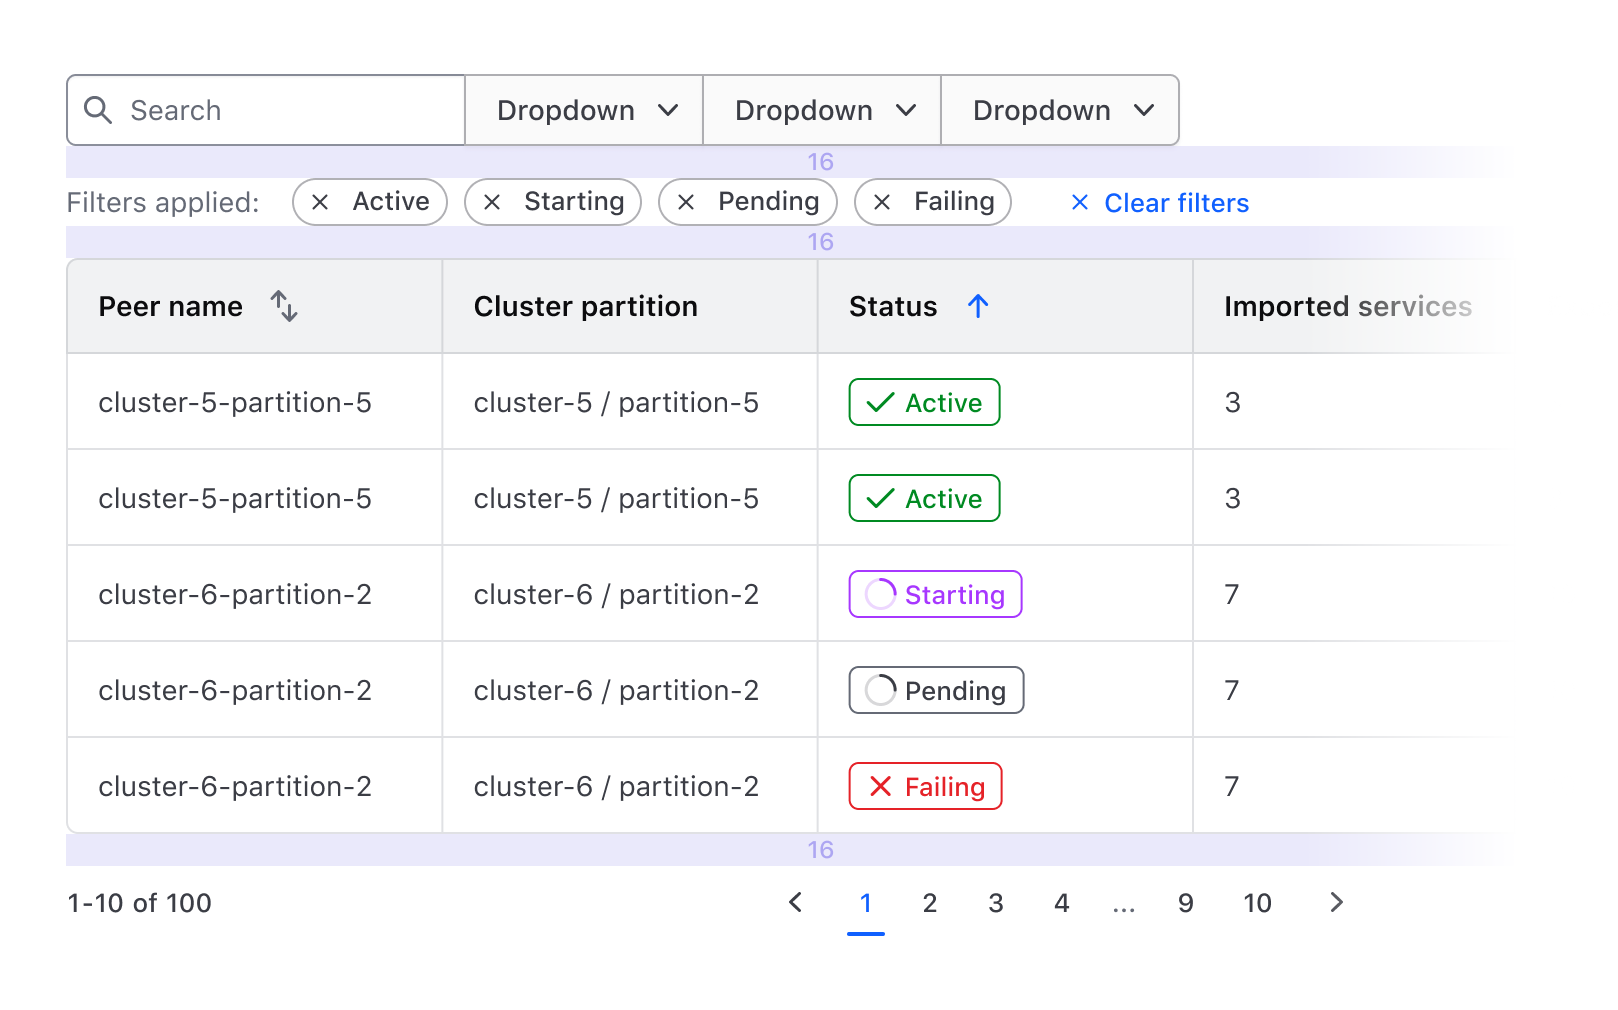 Search Dropdown Dropdown Dropdown
16
Filters applied: Active Starting Pending Failing Clear filters
16
Peer name Cluster partition Status Imported services
cluster-5-partition-5 cluster-5 / partition-5 Active 3
cluster-5-partition-5 cluster-5 / partition-5 Active 3
cluster-6-partition-2 cluster-6 / partition-2 Starting 7
cluster-6-partition-2 cluster-6 / partition-2 Pending 7
cluster-6-partition-2 cluster-6 / partition-2 Failing 7
16
1-10 of 100 1 2 3 4 ... 9 10